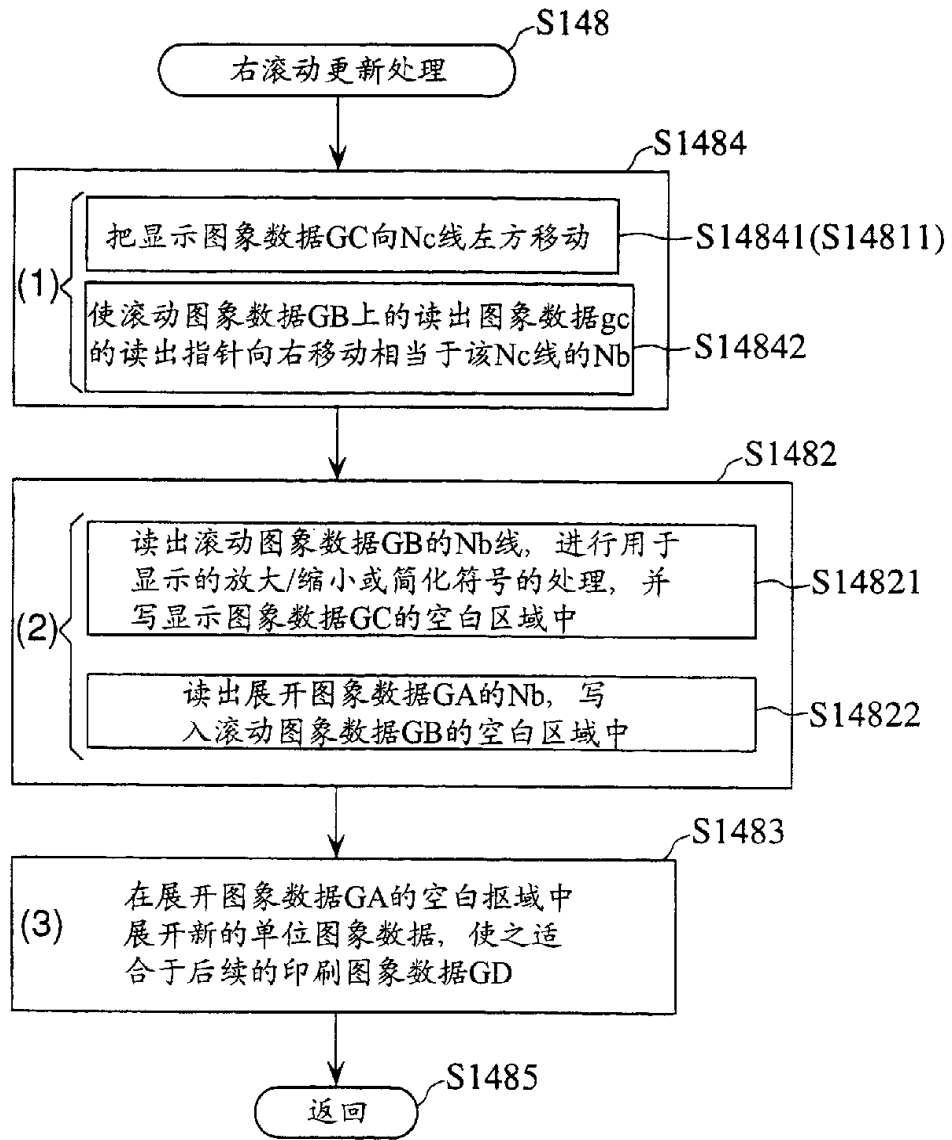 S148
右滚动更新处理
S1484
(1)
把显示图象数据GC向Nc线左方移动
S14841(S14811)
使滚动图象数据GB上的读出图象数据gc
的读出指针向右移动相当于该Nc线的Nb
S14842
S1482
(2)
读出滚动图象数据GB的Nb线, 进行用于
显示的放大/缩小或简化符号的处理, 并
写显示图象数据GC的空白区域中
S14821
读出展开图象数据GA的Nb, 写
入滚动图象数据GB的空白区域中
S14822
S1483
(3)
在展开图象数据GA的空白抠域中
展开新的单位图象数据, 使之适
合于后续的印刷图象数据GD
S1485
返回